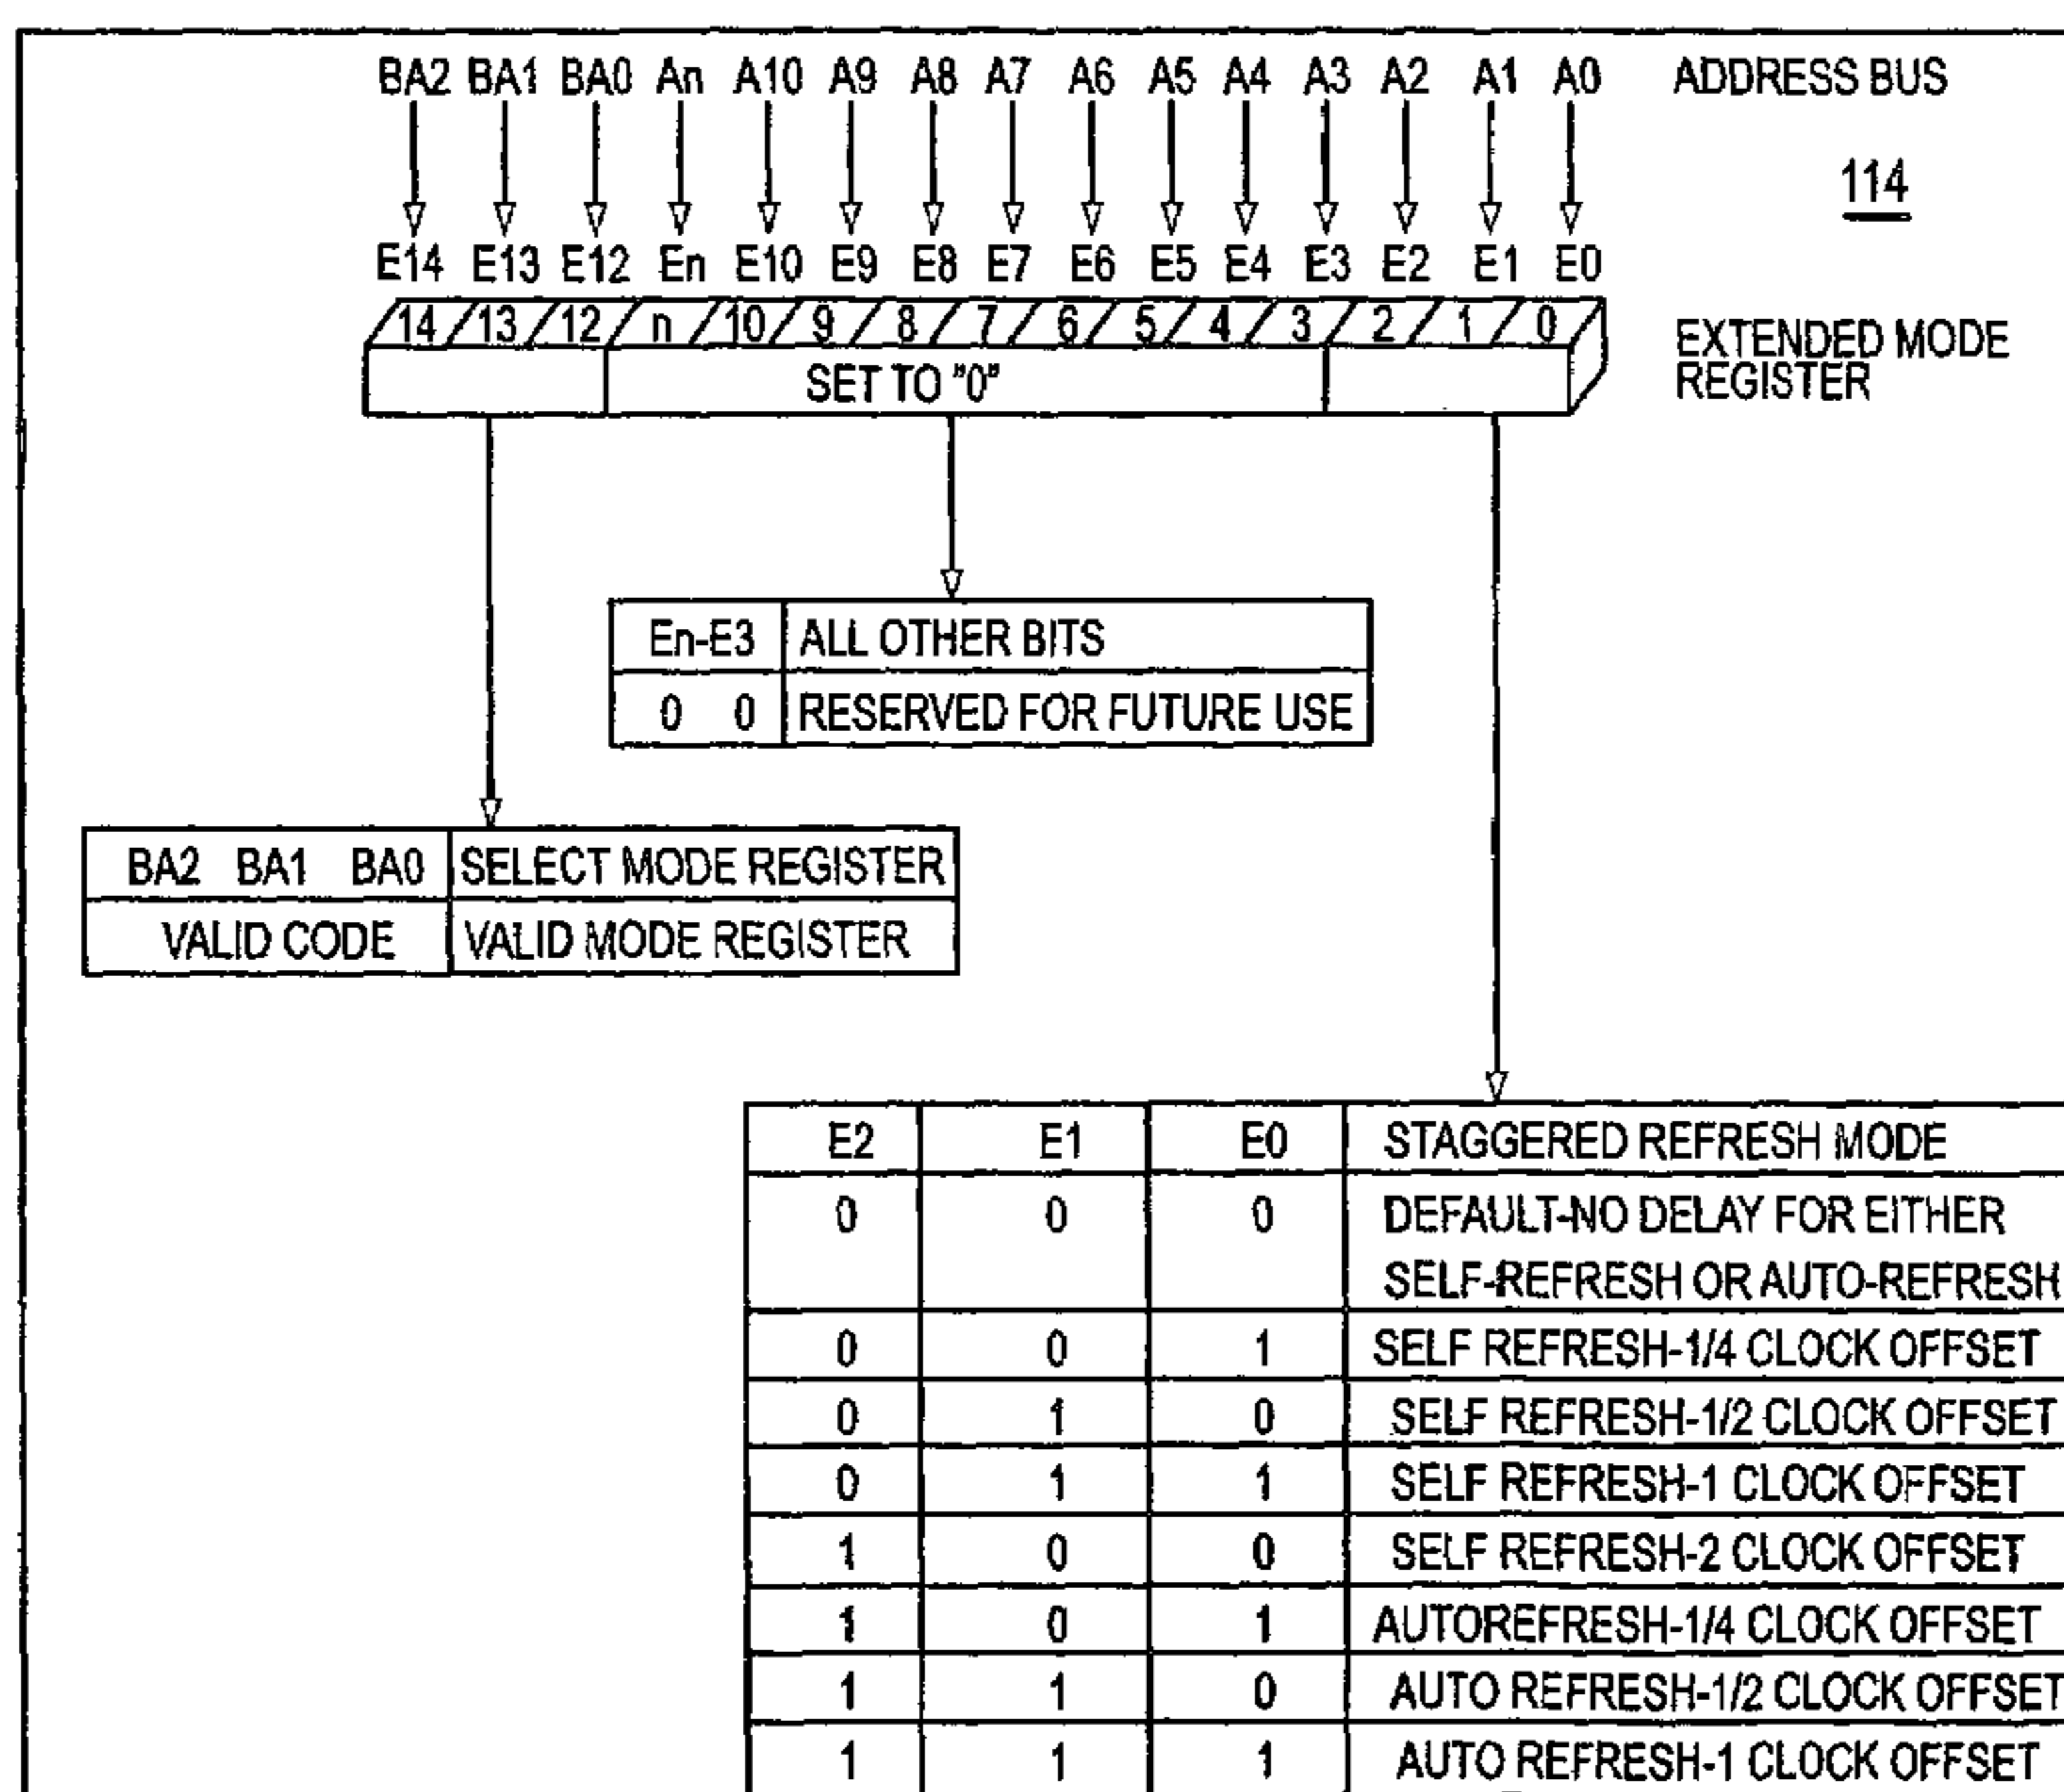 BA2 BA1 BA0 An A10 A9 A8 A7 A6 A5 A4 A3 A2 A1 A0 ADDRESS BUS
114
E14 E13 E12 En E10 E9 E8 E7 E6 E5 E4 E3 E2 E1 E0
14 13 12 n 10 9 8 7 6 5 4 3 2 1 0
EXTENDED MODE
REGISTER
SET TO "0"
En-E3 ALL OTHER BITS
0 0 RESERVED FOR FUTURE USE
BA2 BA1 BA0 SELECT MODE REGISTER
VALID CODE VALID MODE REGISTER
E2 E1 E0 STAGGERED REFRESH MODE
0 0 0 DEFAULT-NO DELAY FOR EITHER
SELF-REFRESH OR AUTO-REFRESH
0 0 1 SELF REFRESH-1/4 CLOCK OFFSET
0 1 0 SELF REFRESH-1/2 CLOCK OFFSET
0 1 1 SELF REFRESH-1 CLOCK OFFSET
1 0 0 SELF REFRESH-2 CLOCK OFFSET
1 0 1 AUTOREFRESH-1/4 CLOCK OFFSET
1 1 0 AUTO REFRESH-1/2 CLOCK OFFSET
1 1 1 AUTO REFRESH-1 CLOCK OFFSET